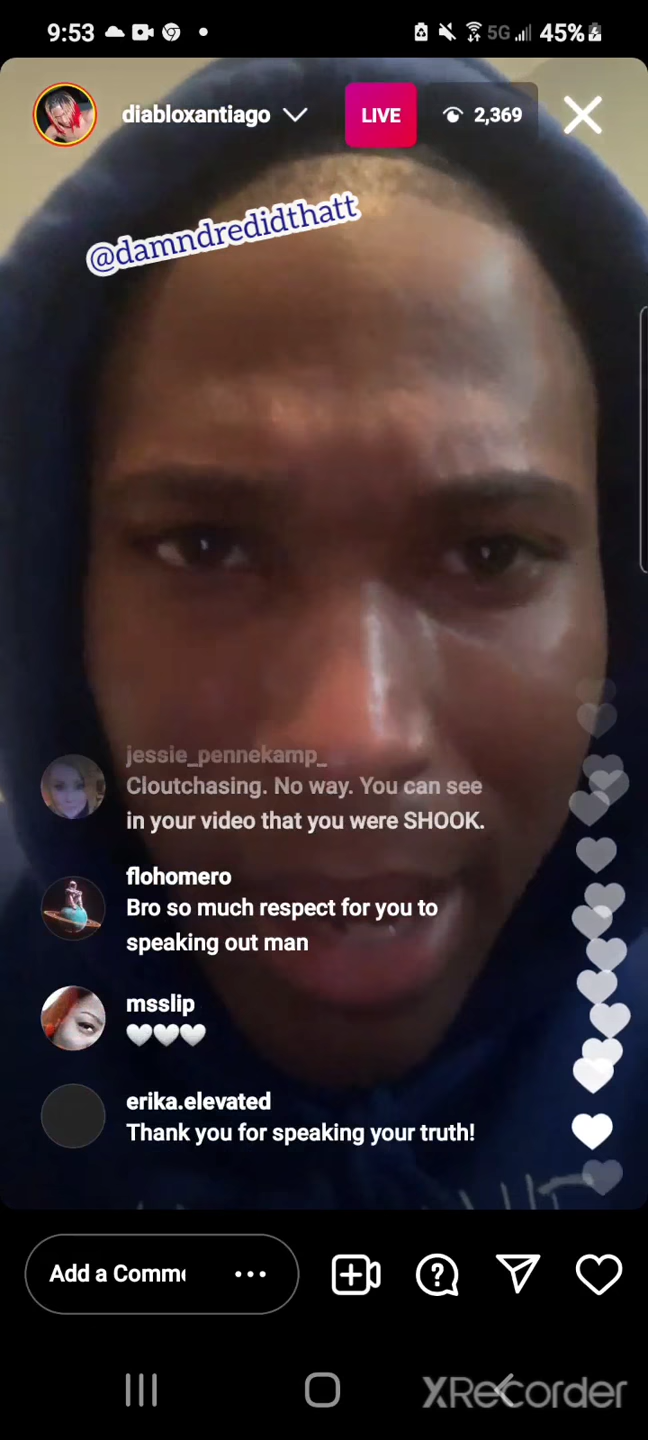 9:53
5G
45%
diabloxantiago
LIVE
2,369
@damndredidthatt
jessie_pennekamp_
Cloutchasing. No way. You can see
in your video that you were SHOOK.
flohomero
Bro so much respect for you to
speaking out man
msslip
🤍🤍🤍
erika.elevated
Thank you for speaking your truth!
Add a Comme
XRecorder